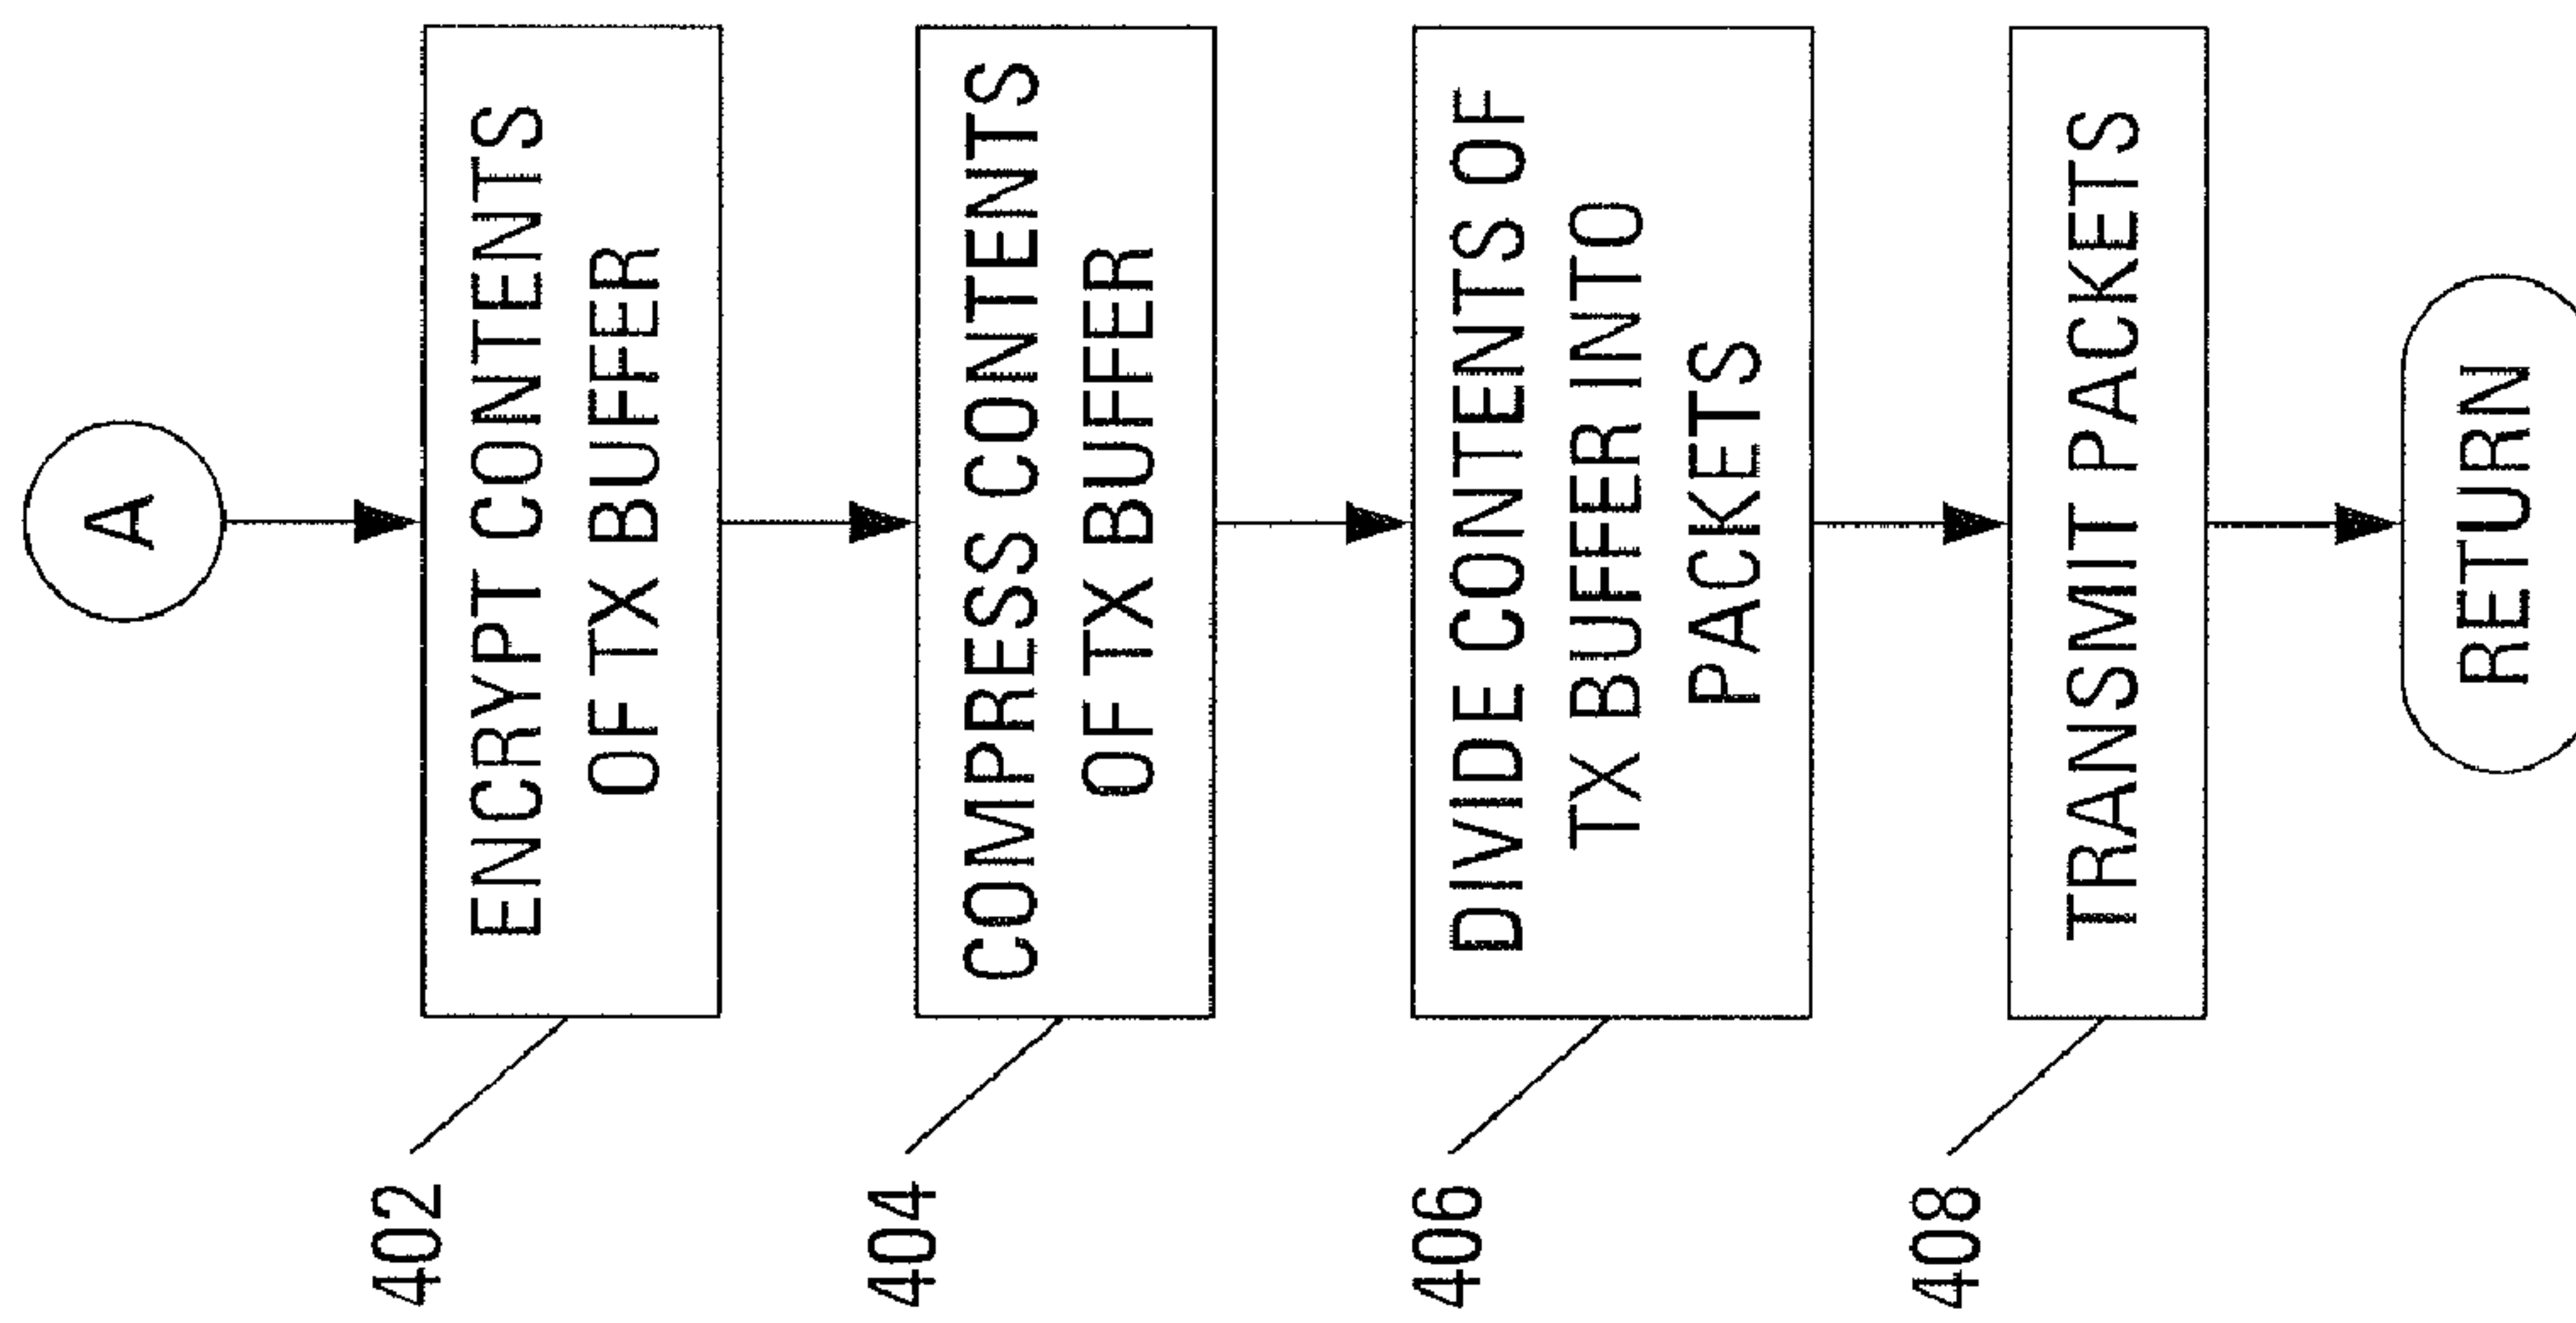 A
402
ENCRYPT CONTENTS
OF TX BUFFER
404
COMPRESS CONTENTS
OF TX BUFFER
406
DIVIDE CONTENTS OF
TX BUFFER INTO
PACKETS
408
TRANSMIT PACKETS
RETURN